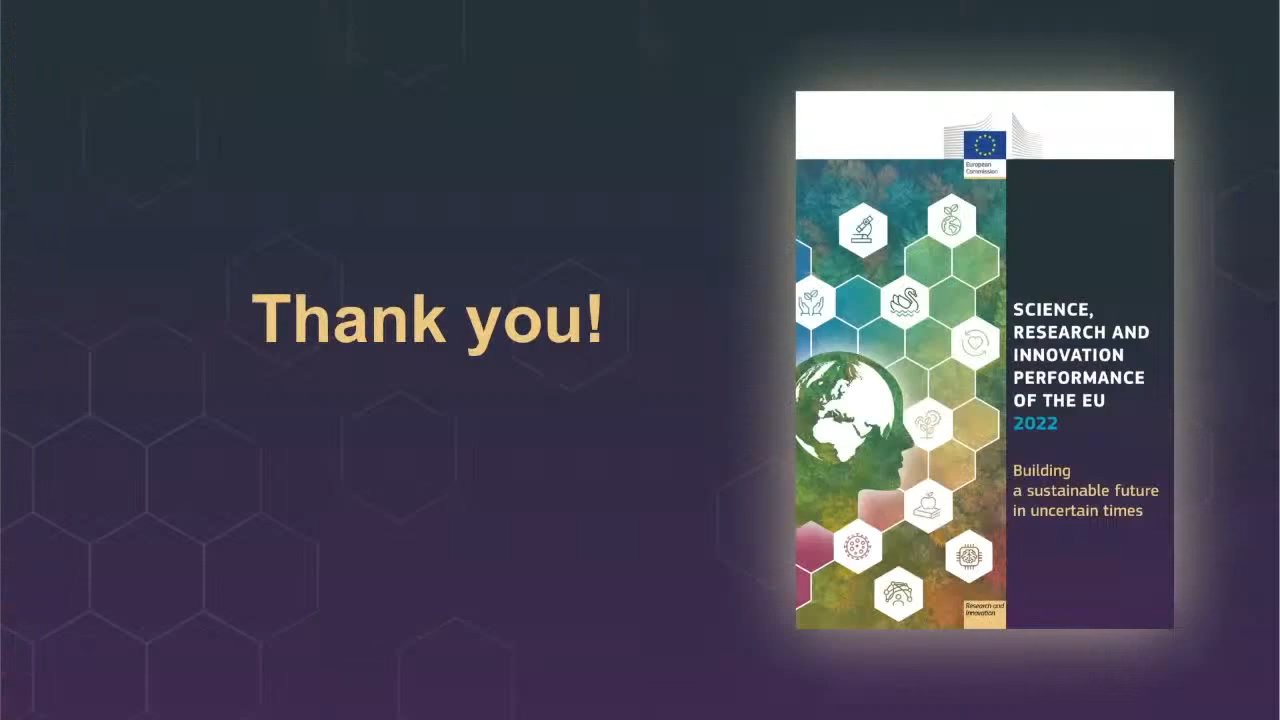 Thank you!
European
Commission
SCIENCE,
RESEARCH AND
INNOVATION
PERFORMANCE
OF THE EU
2022
Building
a sustainable future
in uncertain times
Research and
Innovation